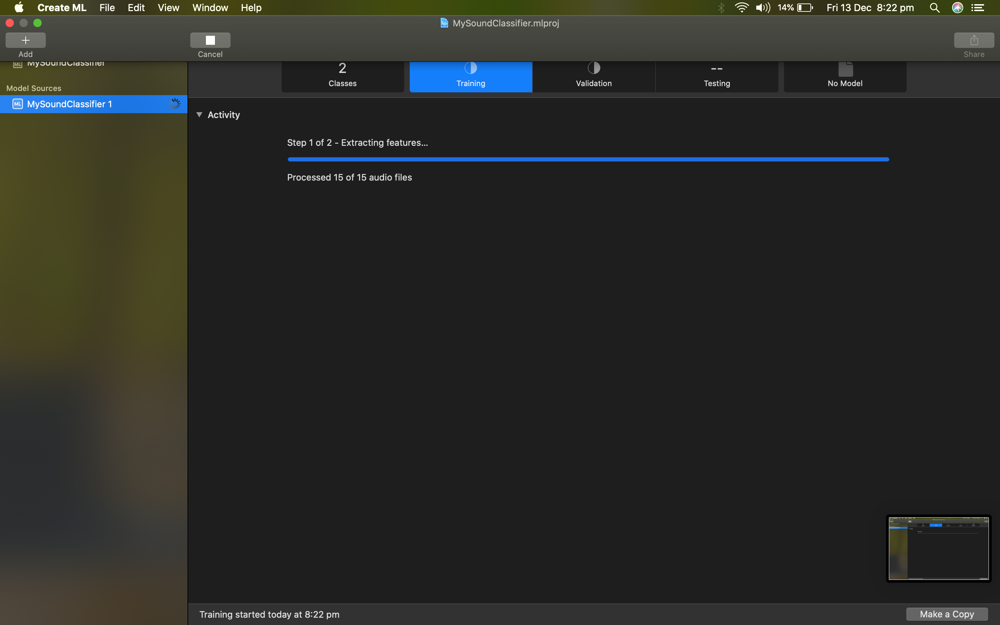 Create ML File Edit View Window Help 14% Fri 13 Dec 8:22 pm
MySoundClassifier.mlproj
Add
Cancel
Share
ML MySoundClassifier
Model Sources
ML MySoundClassifier 1
2
Classes
Training
Validation
--
Testing
No Model
Activity
Step 1 of 2 - Extracting features...
Processed 15 of 15 audio files
Training started today at 8:22 pm
Make a Copy